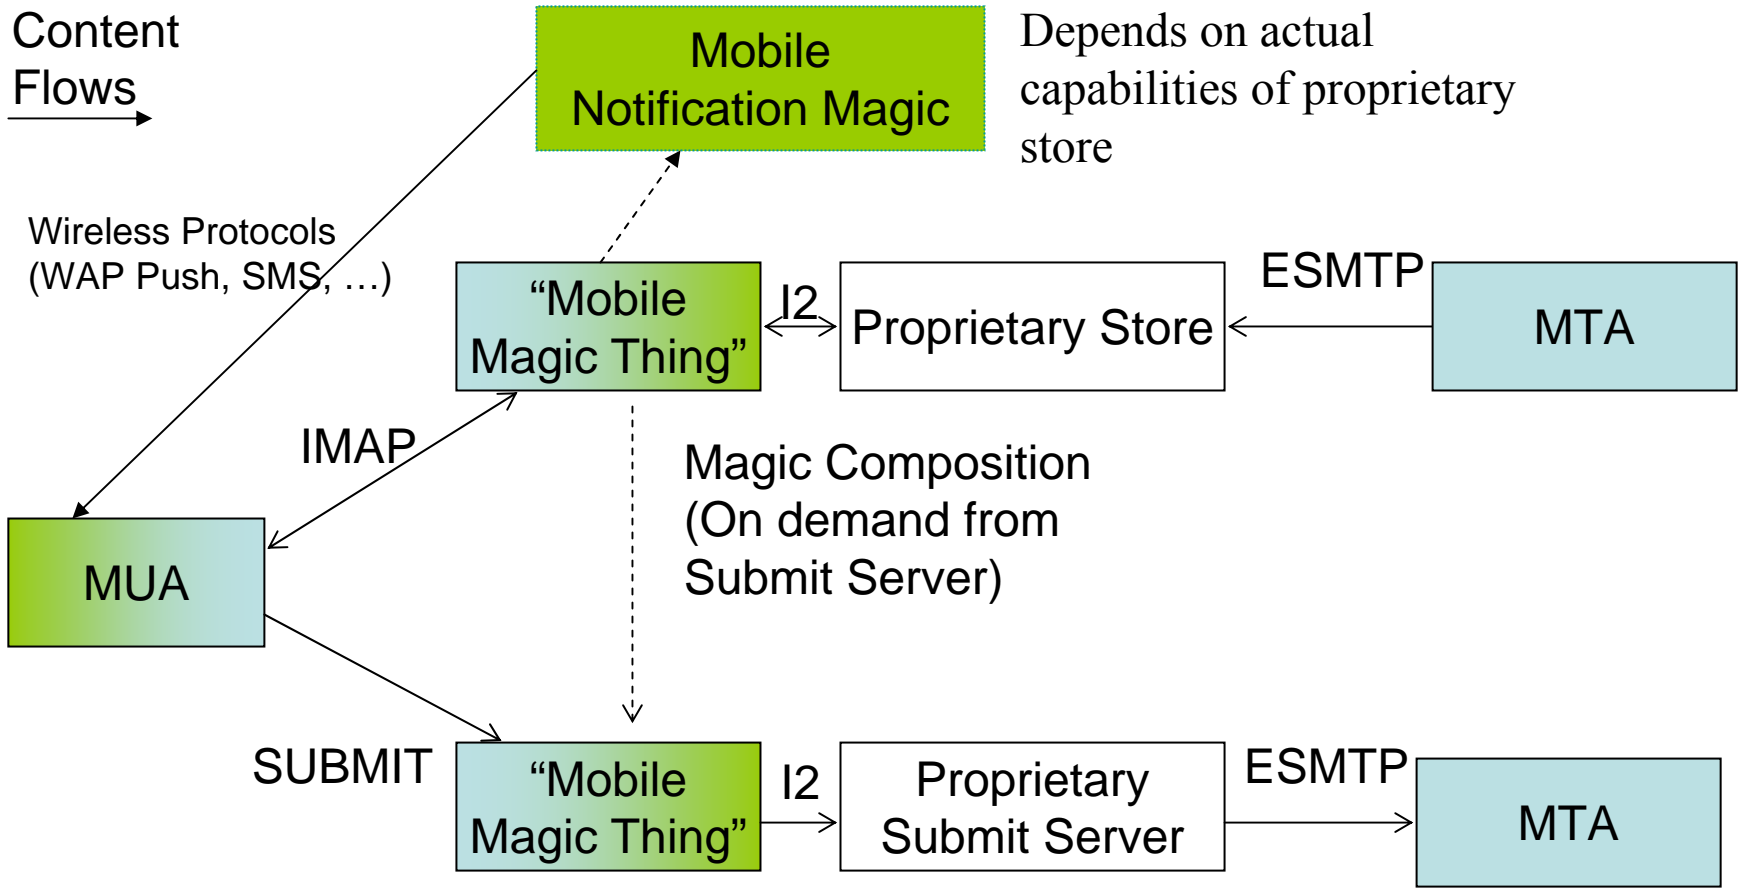 Content
Flows
Mobile
Notification Magic
Depends on actual
capabilities of proprietary
store
Wireless Protocols
(WAP Push, SMS, …)
“Mobile
Magic Thing”
I2
Proprietary Store
ESMTP
MTA
IMAP
Magic Composition
(On demand from
Submit Server)
MUA
SUBMIT
“Mobile
Magic Thing”
I2
Proprietary
Submit Server
ESMTP
MTA